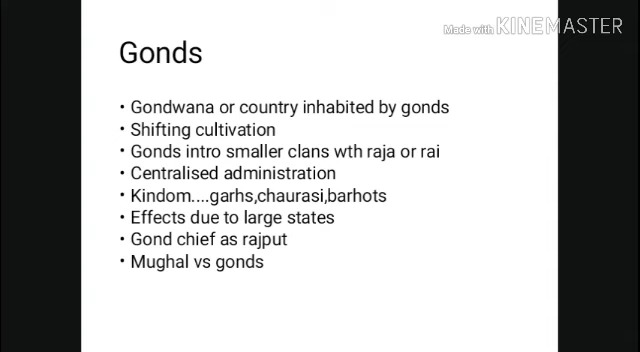 Made with KINEMASTER
Gonds
• Gondwana or country inhabited by gonds
• Shifting cultivation
• Gonds intro smaller clans wth raja or rai
• Centralised administration
• Kindom....garhs,chaurasi,barhots
• Effects due to large states
• Gond chief as rajput
• Mughal vs gonds